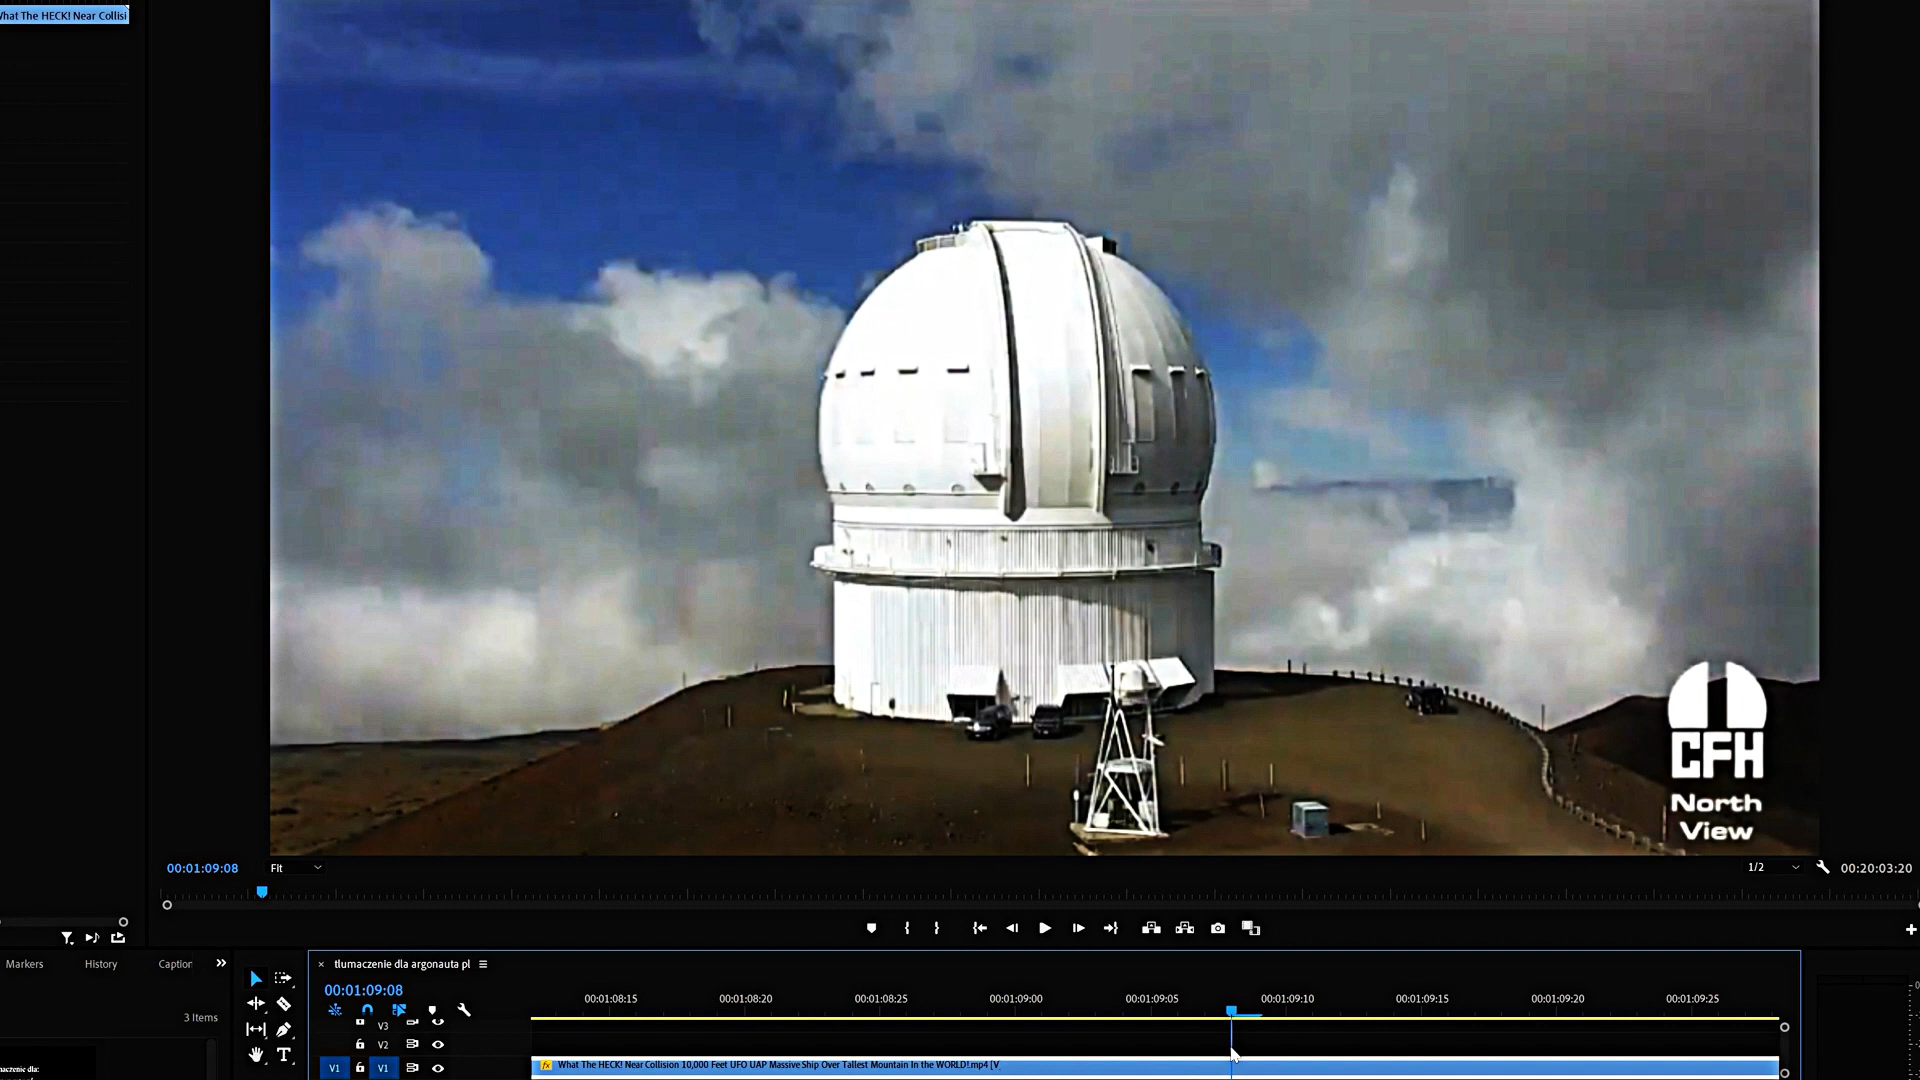 What The HECK! Near Collisi
CFH
North
View
00:01:09:08
Fit
1/2
00:20:03:20
Markers
History
Caption
3 Items
tłumaczenie dla argonauta pl
00:01:09:08
00:01:08:15
00:01:08:20
00:01:08:25
00:01:09:00
00:01:09:05
00:01:09:10
00:01:09:15
00:01:09:20
00:01:09:25
V3
V2
V1
V1
fx
What The HECK! Near Collision 10,000 Feet UFO UAP Massive Ship Over Tallest Mountain In the WORLD!.mp4 [V